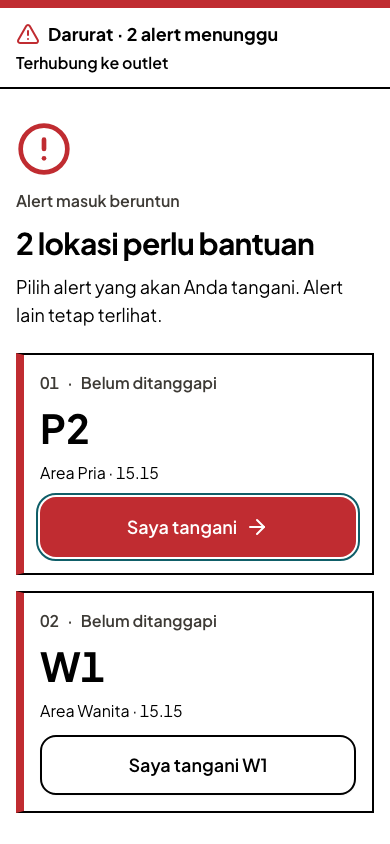 Darurat · 2 alert menunggu
Terhubung ke outlet
Alert masuk beruntun
2 lokasi perlu bantuan
Pilih alert yang akan Anda tangani. Alert
lain tetap terlihat.
01 · Belum ditanggapi
P2
Area Pria · 15.15
Saya tangani →
02 · Belum ditanggapi
W1
Area Wanita · 15.15
Saya tangani W1